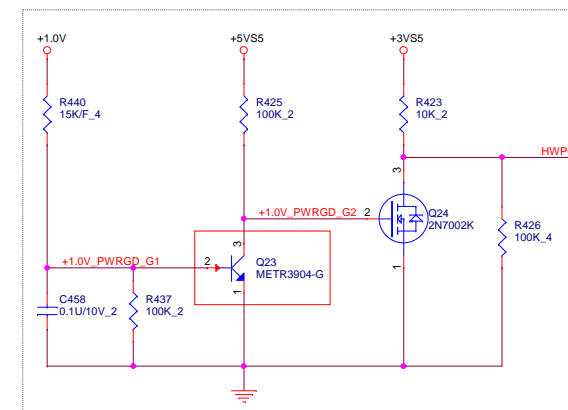 +1.0V
+5VS5
+3VS5
R440
15K/F_4
R425
100K_2
R423
10K_2
HWP
3
+1.0V_PWRGD_G2
2
Q24
2N7002K
R426
100K_4
3
+1.0V_PWRGD_G1
2
Q23
METR3904-G
1
1
C458
0.1U/10V_2
R437
100K_2